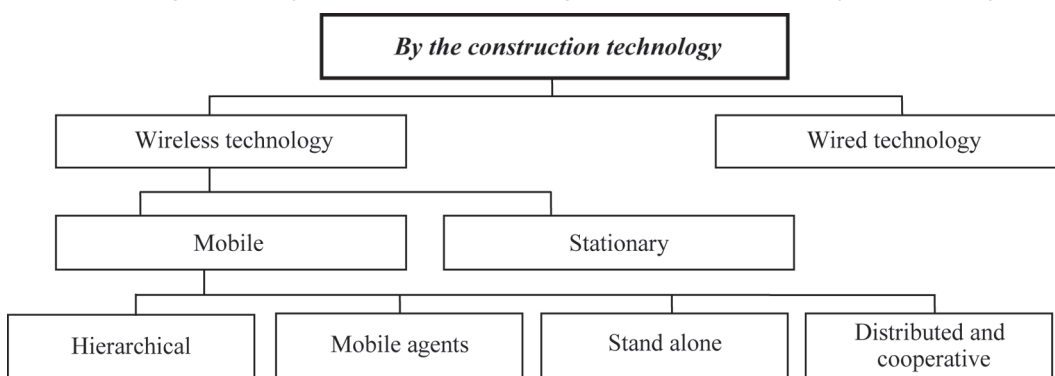 By the construction technology
Wireless technology
Wired technology
Mobile
Stationary
Hierarchical
Mobile agents
Stand alone
Distributed and
cooperative